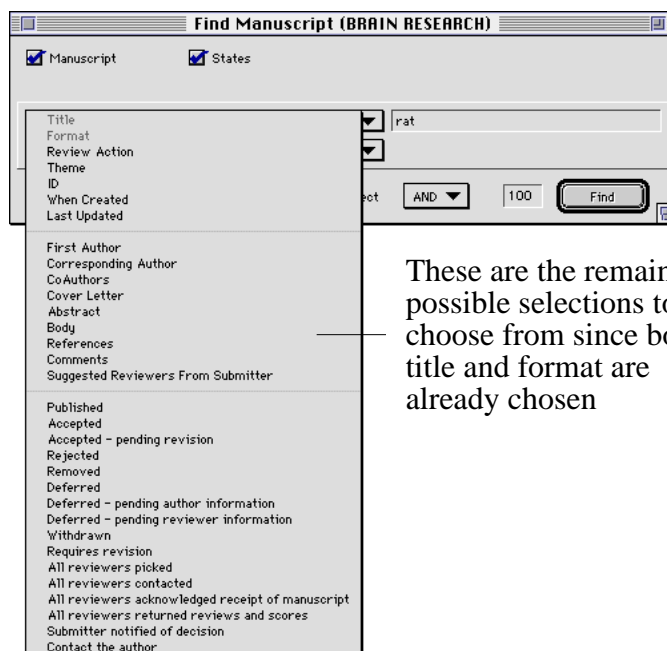 Find Manuscript (BRAIN RESEARCH)
Manuscript States
Title
rat
Format
Review Action
Theme
ID
When Created
Last Updated
ect AND 100 Find
First Author
Corresponding Author
CoAuthors
Cover Letter
Abstract
Body
References
Comments
Suggested Reviewers From Submitter
These are the remain
possible selections to
choose from since bo
title and format are
already chosen
Published
Accepted
Accepted - pending revision
Rejected
Removed
Deferred
Deferred - pending author information
Deferred - pending reviewer information
Withdrawn
Requires revision
All reviewers picked
All reviewers contacted
All reviewers acknowledged receipt of manuscript
All reviewers returned reviews and scores
Submitter notified of decision
Contact the author